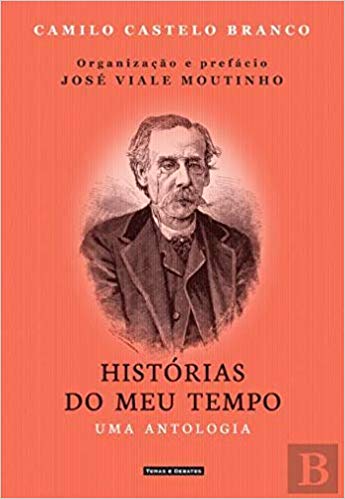 CAMILO CASTELO BRANCO
Organização e prefácio
JOSÉ VIALE MOUTINHO
HISTÓRIAS
DO MEU TEMPO
UMA ANTOLOGIA
TEMAS E DEBATES
B